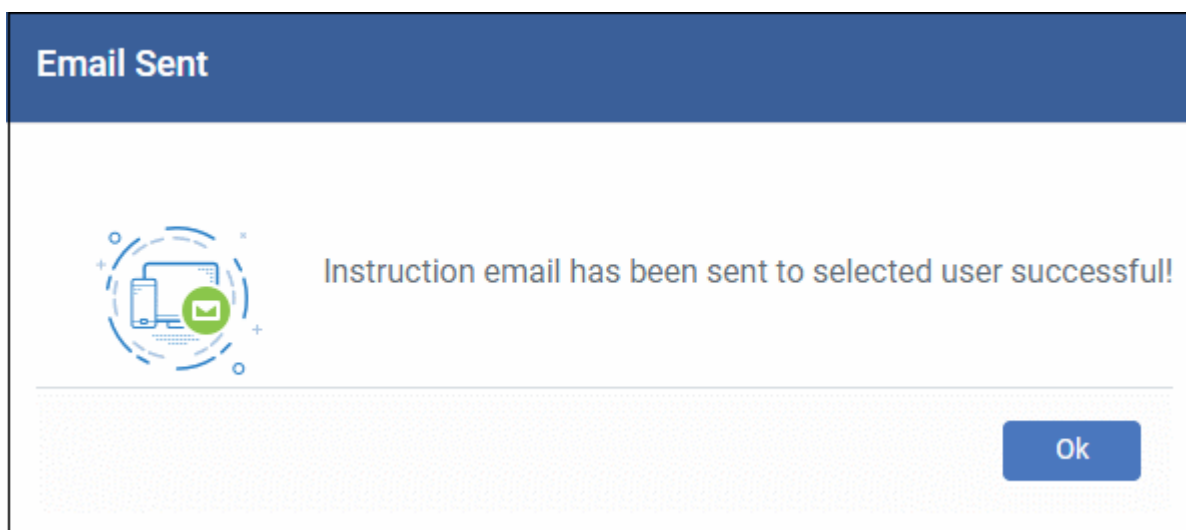 Email Sent
Instruction email has been sent to selected user successful!
Ok